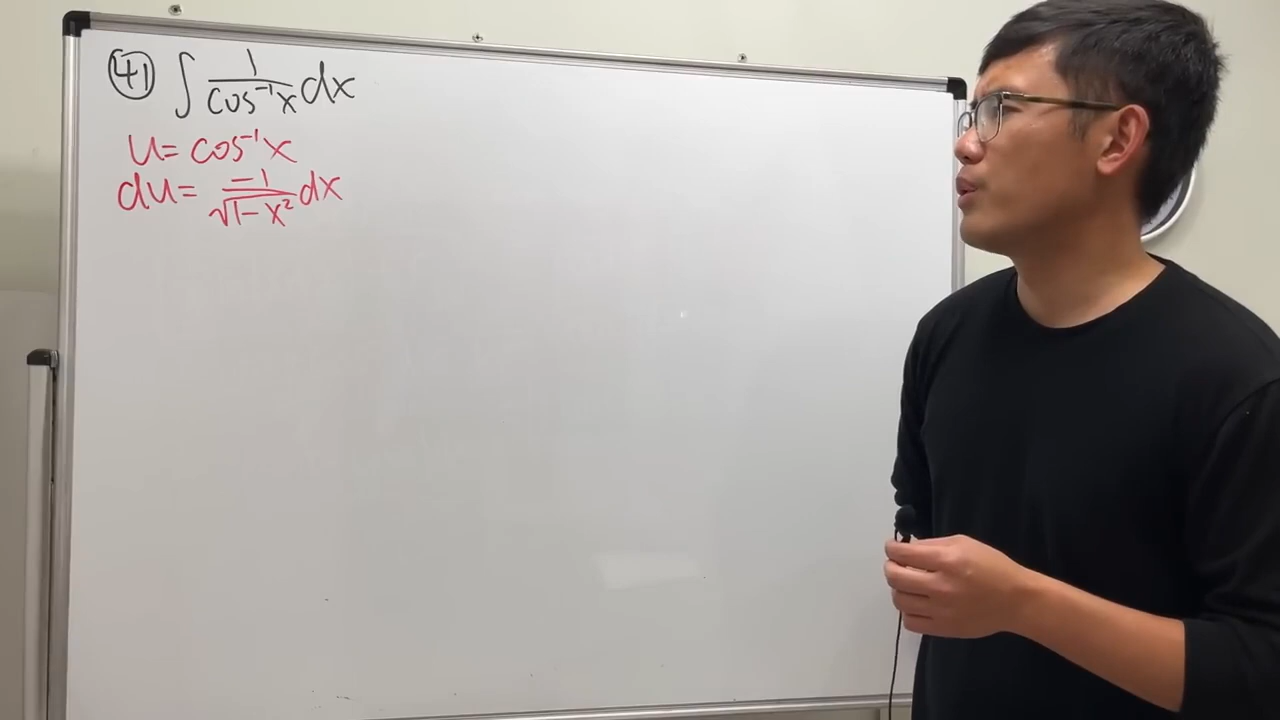 ㊶ ∫ 1/(cos⁻¹x) dx
u = cos⁻¹x
du = -1/√(1-x²) dx